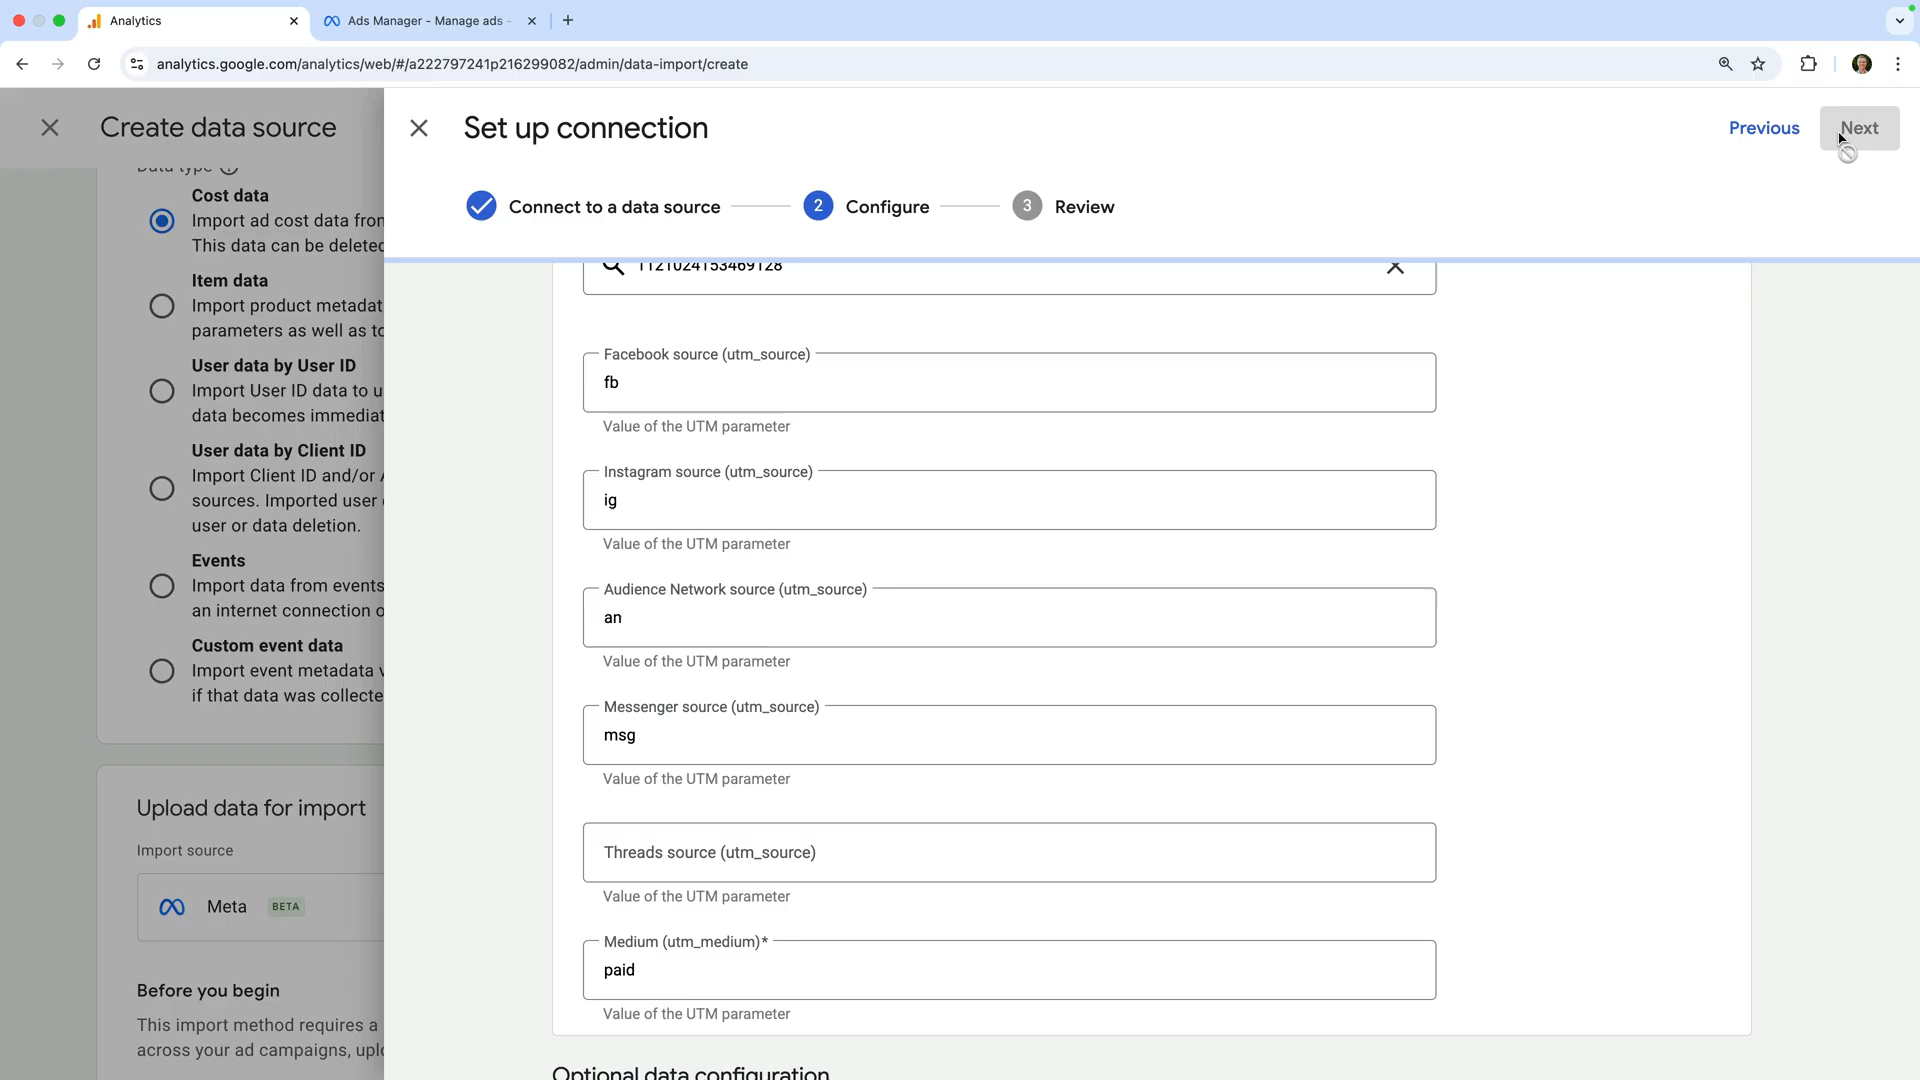 Analytics
Ads Manager - Manage ads -
analytics.google.com/analytics/web/#/a222797241p216299082/admin/data-import/create
Create data source
Data type
Cost data
Import ad cost data from
This data can be deleted
Item data
Import product metadat
parameters as well as to
User data by User ID
Import User ID data to u
data becomes immediat
User data by Client ID
Import Client ID and/or A
sources. Imported user
user or data deletion.
Events
Import data from events
an internet connection o
Custom event data
Import event metadata v
if that data was collecte
Upload data for import
Import source
Meta BETA
Before you begin
This import method requires a
across your ad campaigns, uplo
Set up connection
Previous
Next
Connect to a data source
2 Configure
3 Review
1121024153469128
Facebook source (utm_source)
fb
Value of the UTM parameter
Instagram source (utm_source)
ig
Value of the UTM parameter
Audience Network source (utm_source)
an
Value of the UTM parameter
Messenger source (utm_source)
msg
Value of the UTM parameter
Threads source (utm_source)
Value of the UTM parameter
Medium (utm_medium)*
paid
Value of the UTM parameter
Optional data configuration